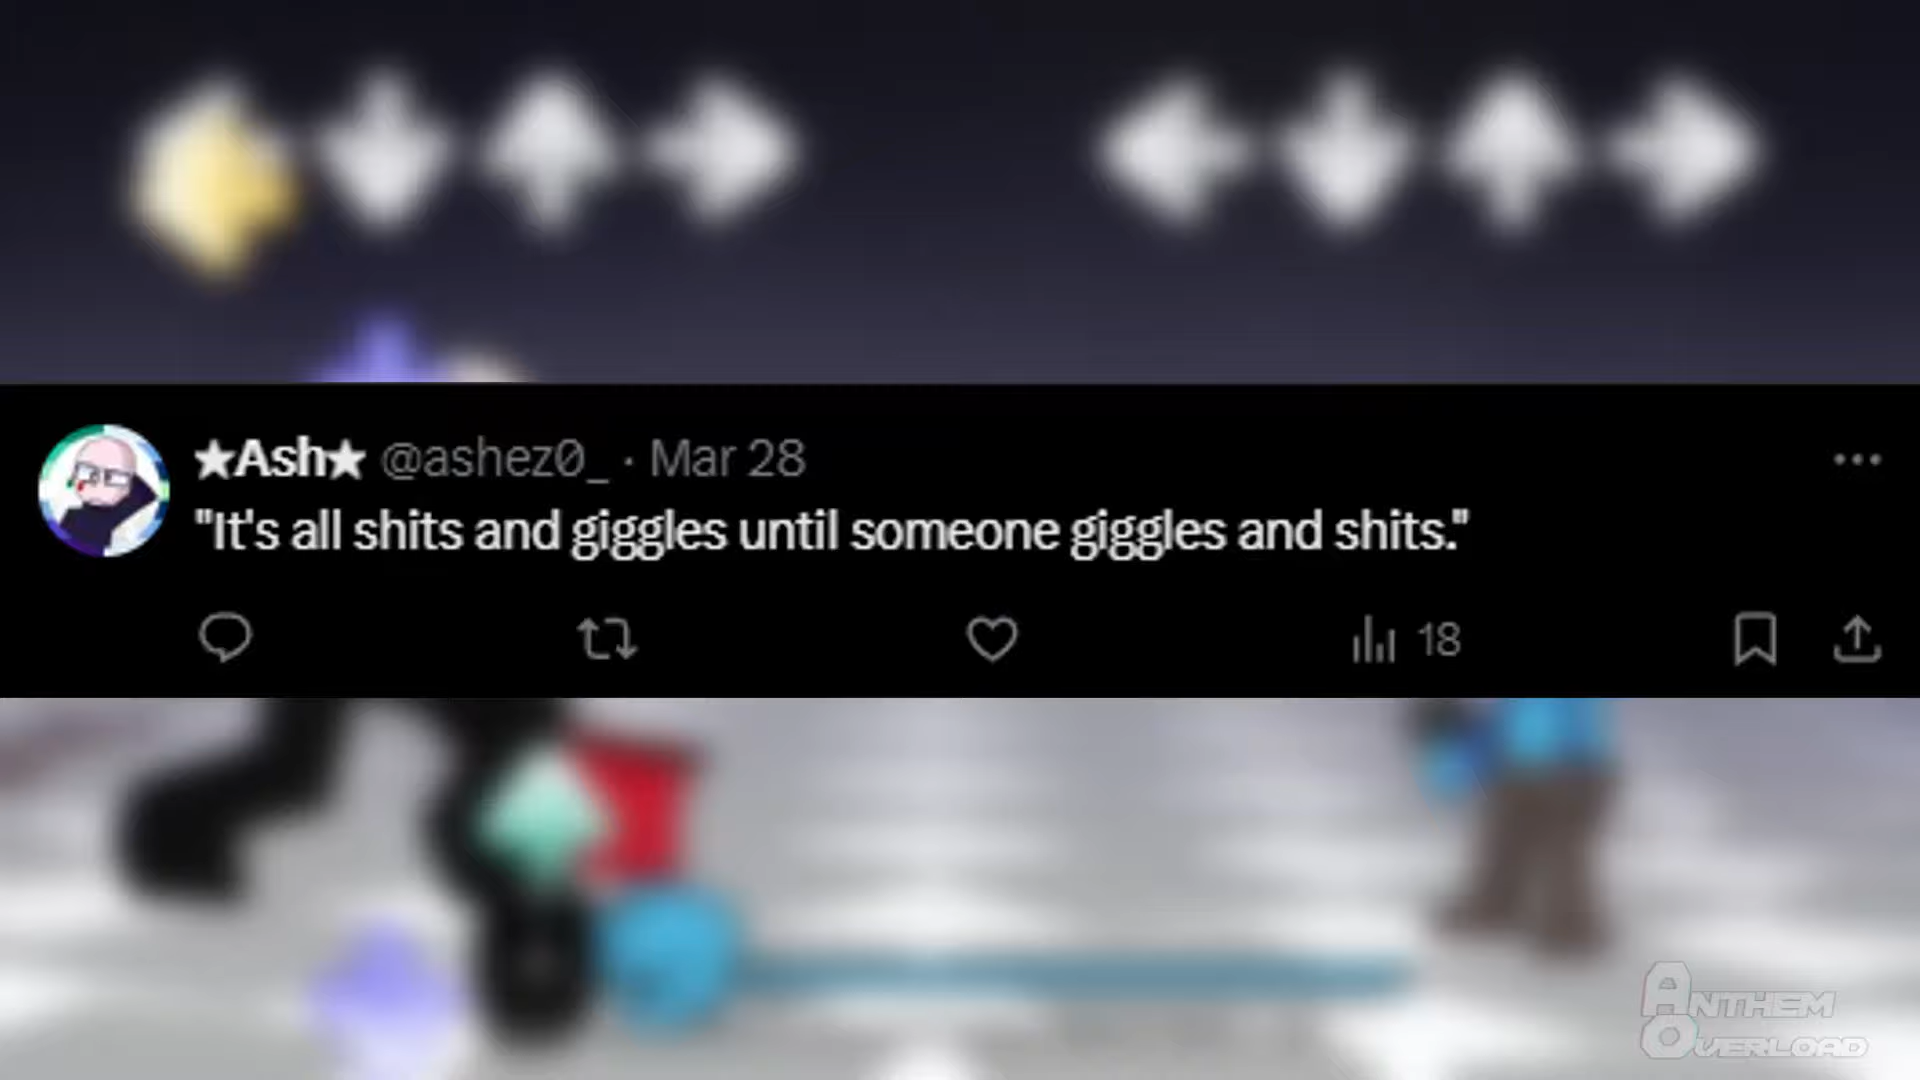 ★Ash★ @ashez0_ · Mar 28
"It's all shits and giggles until someone giggles and shits."
18
ANTHEM
OVERLOAD